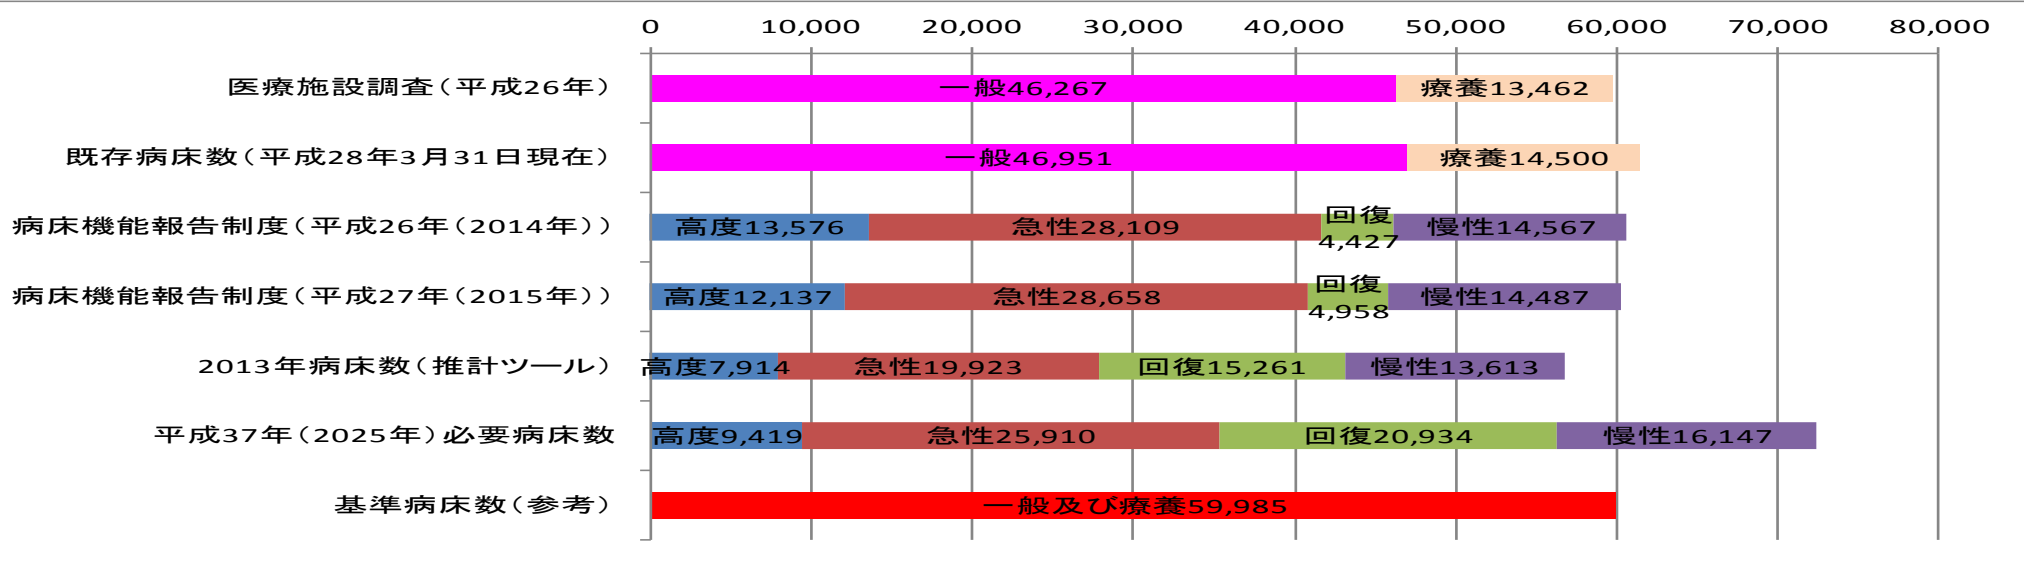 0 10,000 20,000 30,000 40,000 50,000 60,000 70,000 80,000
医療施設調査(平成26年) 一般46,267 療養13,462
既存病床数(平成28年3月31日現在) 一般46,951 療養14,500
病床機能報告制度(平成26年(2014年)) 高度13,576 急性28,109 回復 4,427 慢性14,567
病床機能報告制度(平成27年(2015年)) 高度12,137 急性28,658 回復 4,958 慢性14,487
2013年病床数(推計ツール) 高度7,914 急性19,923 回復15,261 慢性13,613
平成37年(2025年)必要病床数 高度9,419 急性25,910 回復20,934 慢性16,147
基準病床数(参考) 一般及び療養59,985